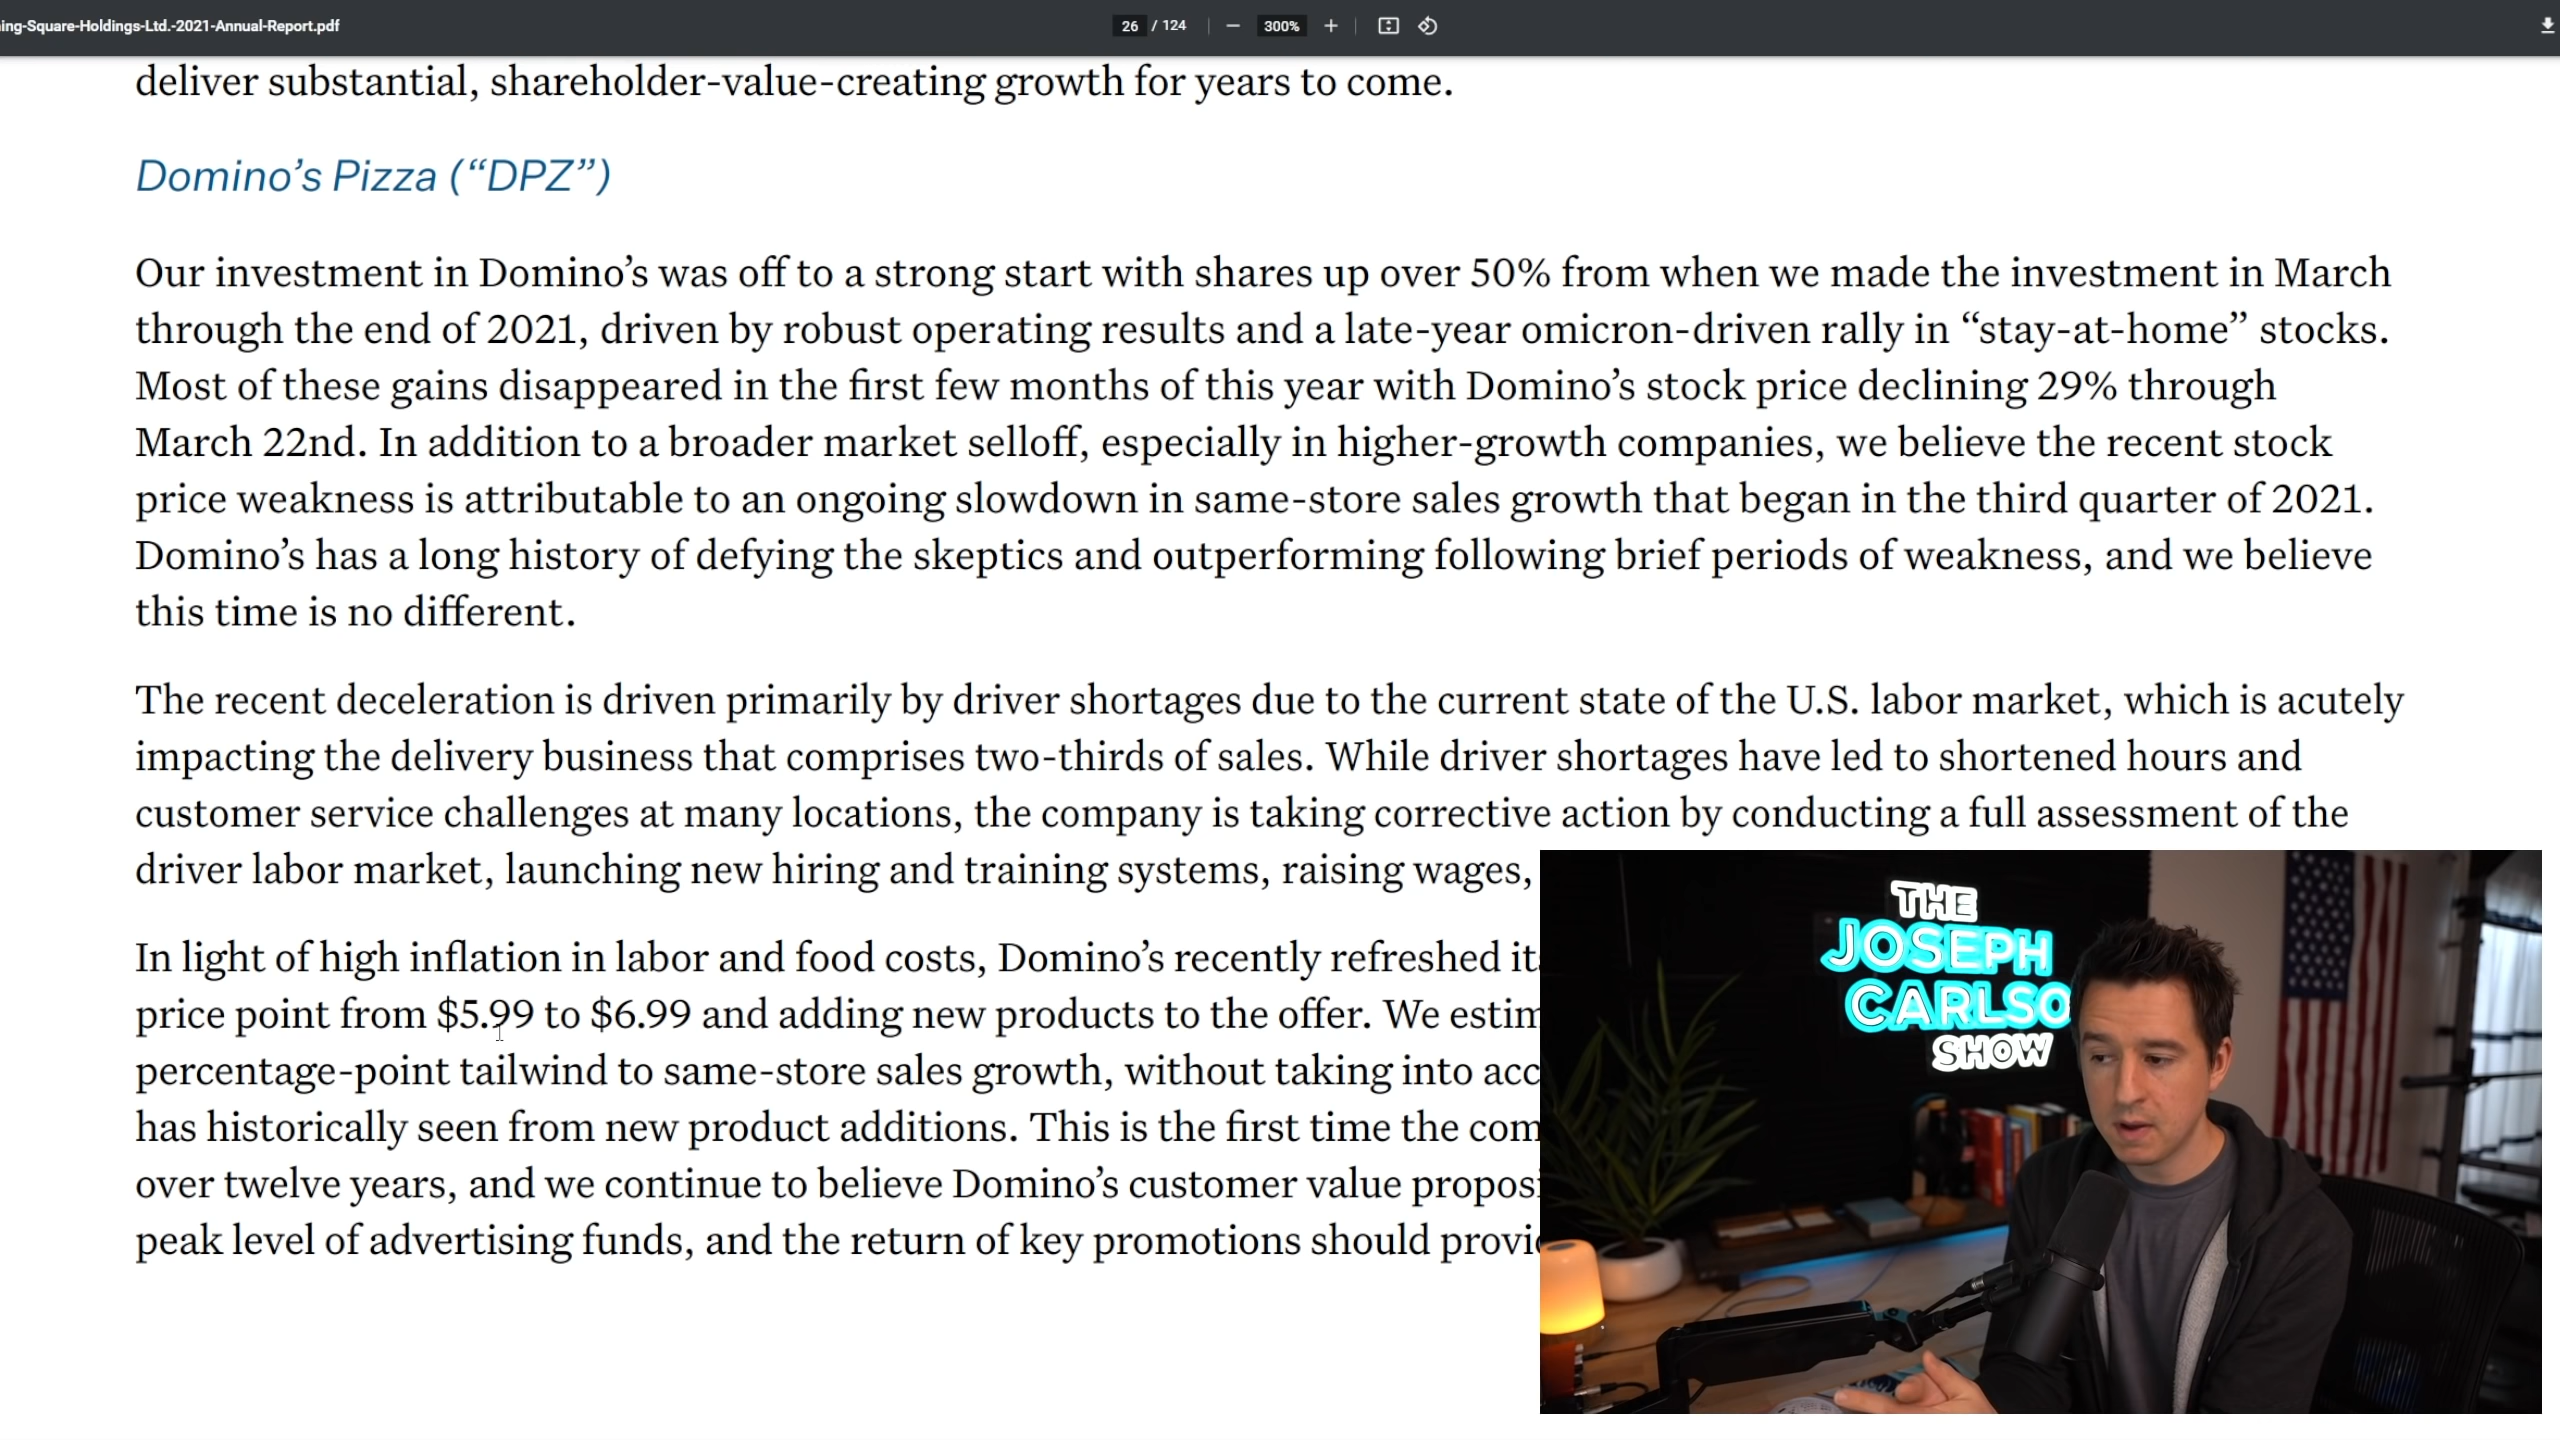 ing-Square-Holdings-Ltd.-2021-Annual-Report.pdf
26 / 124
300%
deliver substantial, shareholder-value-creating growth for years to come.
Domino’s Pizza (“DPZ”)
Our investment in Domino’s was off to a strong start with shares up over 50% from when we made the investment in March
through the end of 2021, driven by robust operating results and a late-year omicron-driven rally in “stay-at-home” stocks.
Most of these gains disappeared in the first few months of this year with Domino’s stock price declining 29% through
March 22nd. In addition to a broader market selloff, especially in higher-growth companies, we believe the recent stock
price weakness is attributable to an ongoing slowdown in same-store sales growth that began in the third quarter of 2021.
Domino’s has a long history of defying the skeptics and outperforming following brief periods of weakness, and we believe
this time is no different.
The recent deceleration is driven primarily by driver shortages due to the current state of the U.S. labor market, which is acutely
impacting the delivery business that comprises two-thirds of sales. While driver shortages have led to shortened hours and
customer service challenges at many locations, the company is taking corrective action by conducting a full assessment of the
driver labor market, launching new hiring and training systems, raising wages,
In light of high inflation in labor and food costs, Domino’s recently refreshed it
price point from $5.99 to $6.99 and adding new products to the offer. We estim
percentage-point tailwind to same-store sales growth, without taking into acc
has historically seen from new product additions. This is the first time the com
over twelve years, and we continue to believe Domino’s customer value proposi
peak level of advertising funds, and the return of key promotions should provi
THE
JOSEPH
CARLSO
SHOW